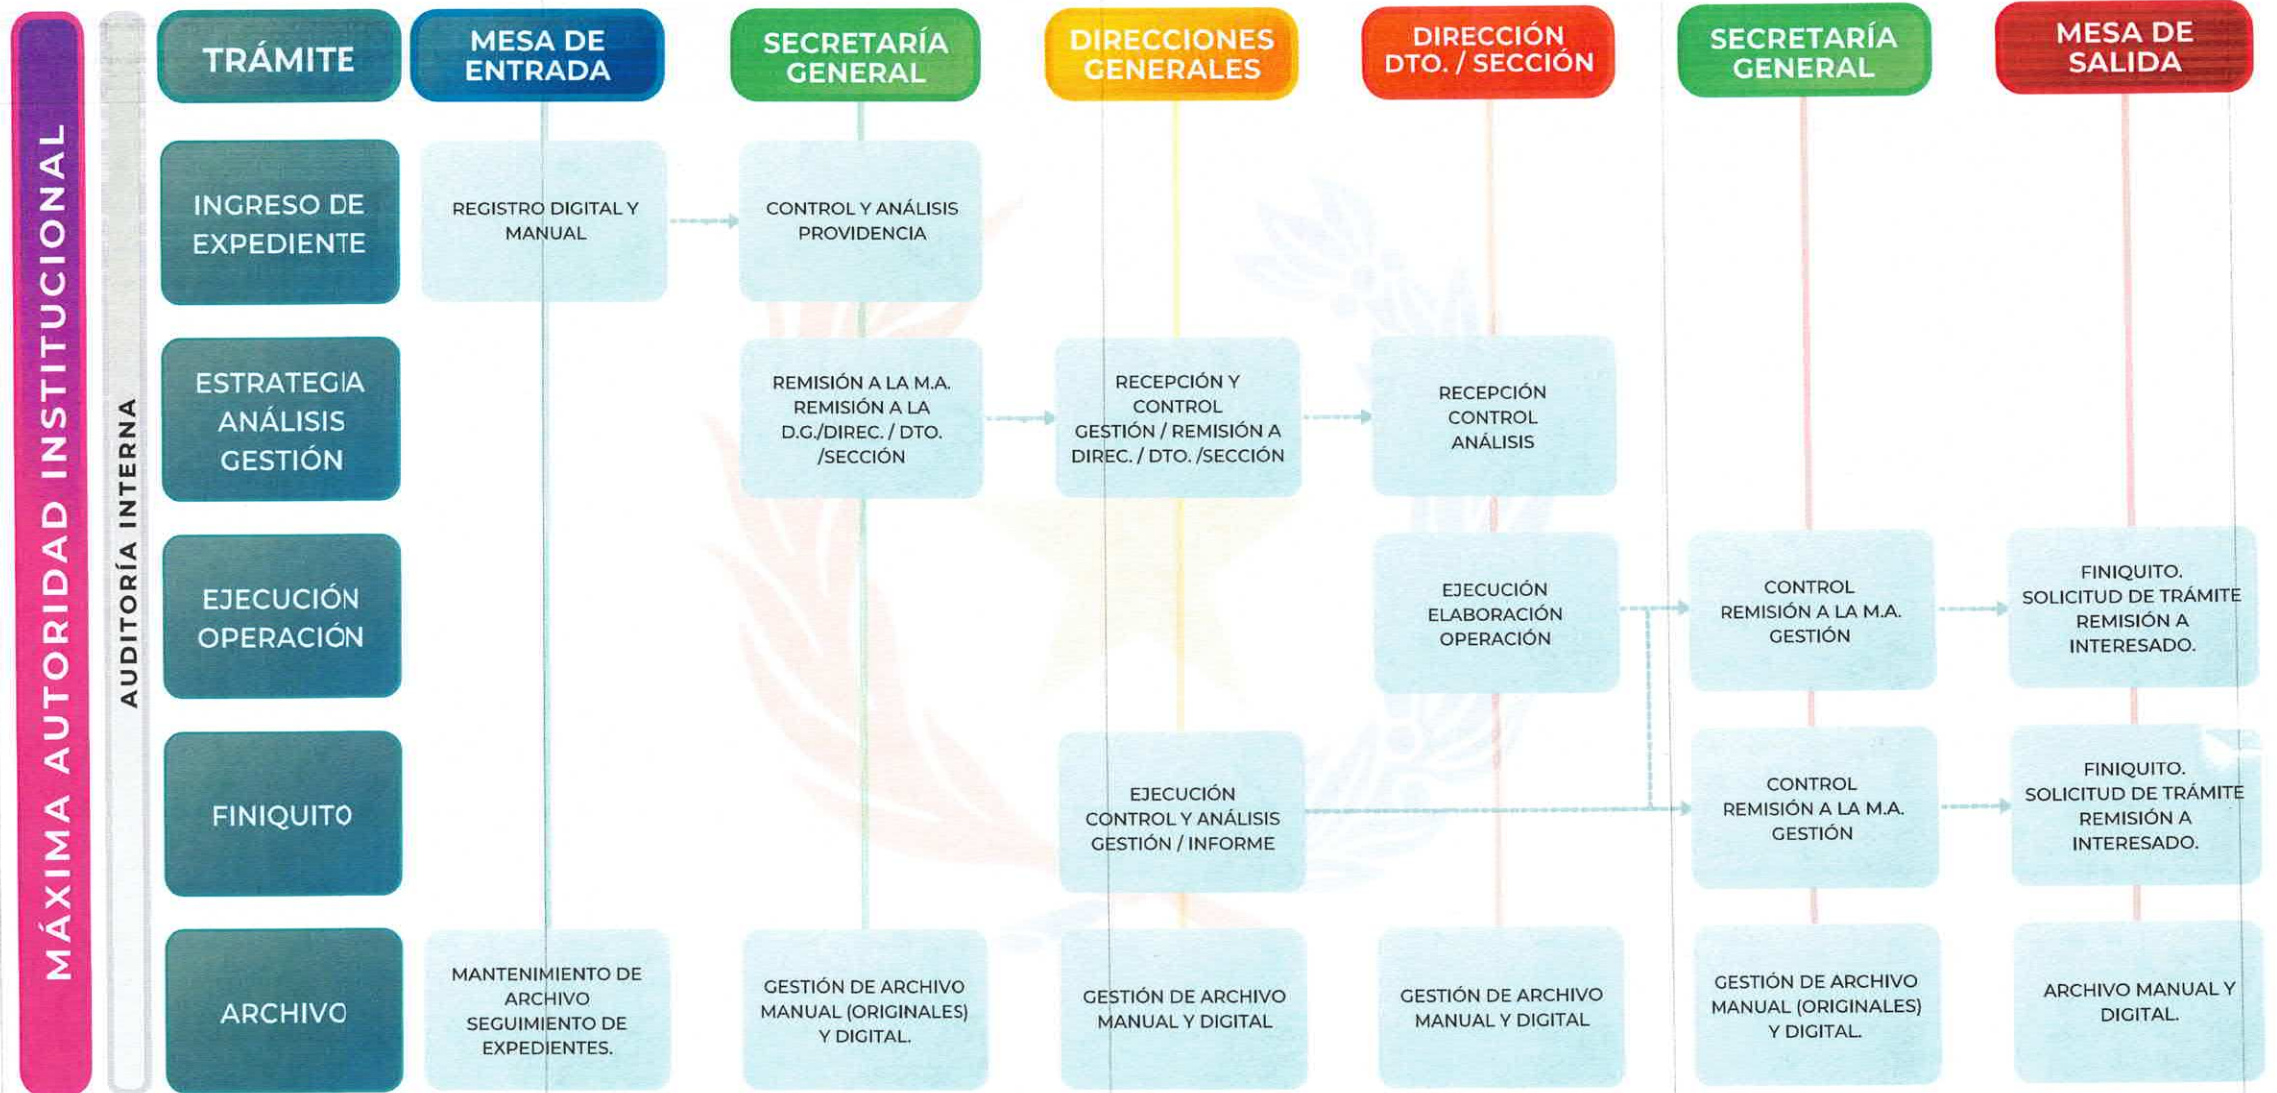 MÁXIMA AUTORIDAD INSTITUCIONAL
AUDITORÍA INTERNA
TRÁMITE
MESA DE
ENTRADA
SECRETARÍA
GENERAL
DIRECCIONES
GENERALES
DIRECCIÓN
DTO. / SECCIÓN
SECRETARÍA
GENERAL
MESA DE
SALIDA
INGRESO DE
EXPEDIENTE
REGISTRO DIGITAL Y
MANUAL
CONTROL Y ANÁLISIS
PROVIDENCIA
ESTRATEGIA
ANÁLISIS
GESTIÓN
REMISIÓN A LA M.A.
REMISIÓN A LA
D.G./DIREC. / DTO.
/SECCIÓN
RECEPCIÓN Y
CONTROL
GESTIÓN / REMISIÓN A
DIREC. / DTO. /SECCIÓN
RECEPCIÓN
CONTROL
ANÁLISIS
EJECUCIÓN
OPERACIÓN
EJECUCIÓN
ELABORACIÓN
OPERACIÓN
CONTROL
REMISIÓN A LA M.A.
GESTIÓN
FINIQUITO.
SOLICITUD DE TRÁMITE
REMISIÓN A
INTERESADO.
FINIQUITO
EJECUCIÓN
CONTROL Y ANÁLISIS
GESTIÓN / INFORME
CONTROL
REMISIÓN A LA M.A.
GESTIÓN
FINIQUITO.
SOLICITUD DE TRÁMITE
REMISIÓN A
INTERESADO.
ARCHIVO
MANTENIMIENTO DE
ARCHIVO
SEGUIMIENTO DE
EXPEDIENTES.
GESTIÓN DE ARCHIVO
MANUAL (ORIGINALES)
Y DIGITAL.
GESTIÓN DE ARCHIVO
MANUAL Y DIGITAL
GESTIÓN DE ARCHIVO
MANUAL Y DIGITAL
GESTIÓN DE ARCHIVO
MANUAL (ORIGINALES)
Y DIGITAL.
ARCHIVO MANUAL Y
DIGITAL.